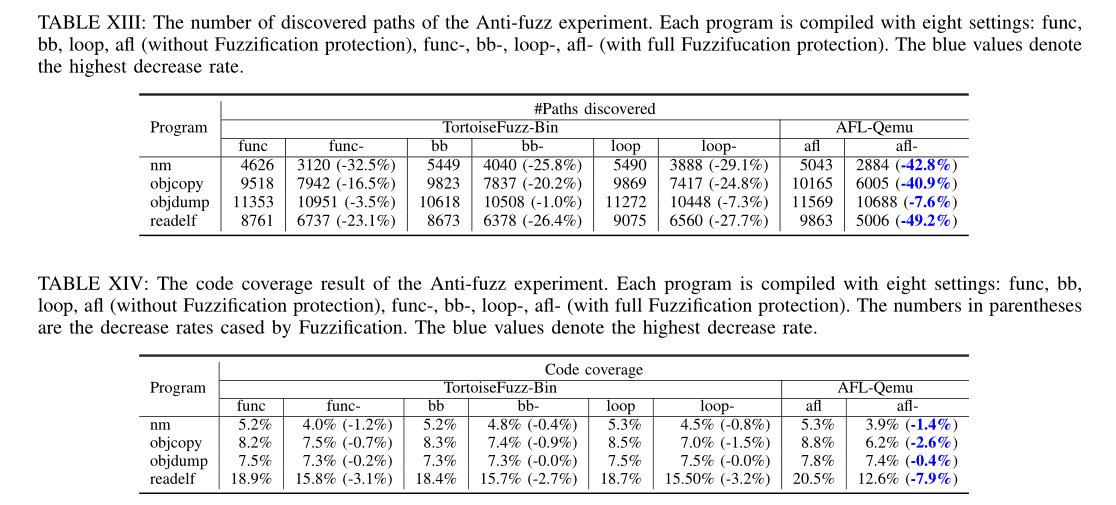 TABLE XIII: The number of discovered paths of the Anti-fuzz experiment. Each program is compiled with eight settings: func,
bb, loop, afl (without Fuzzification protection), func-, bb-, loop-, afl- (with full Fuzzifucation protection). The blue values denote
the highest decrease rate.
#Paths discovered
Program TortoiseFuzz-Bin AFL-Qemu
func func- bb bb- loop loop- afl afl-
nm 4626 3120 (-32.5%) 5449 4040 (-25.8%) 5490 3888 (-29.1%) 5043 2884 (-42.8%)
objcopy 9518 7942 (-16.5%) 9823 7837 (-20.2%) 9869 7417 (-24.8%) 10165 6005 (-40.9%)
objdump 11353 10951 (-3.5%) 10618 10508 (-1.0%) 11272 10448 (-7.3%) 11569 10688 (-7.6%)
readelf 8761 6737 (-23.1%) 8673 6378 (-26.4%) 9075 6560 (-27.7%) 9863 5006 (-49.2%)
TABLE XIV: The code coverage result of the Anti-fuzz experiment. Each program is compiled with eight settings: func, bb,
loop, afl (without Fuzzification protection), func-, bb-, loop-, afl- (with full Fuzzification protection). The numbers in parentheses
are the decrease rates cased by Fuzzification. The blue values denote the highest decrease rate.
Code coverage
Program TortoiseFuzz-Bin AFL-Qemu
func func- bb bb- loop loop- afl afl-
nm 5.2% 4.0% (-1.2%) 5.2% 4.8% (-0.4%) 5.3% 4.5% (-0.8%) 5.3% 3.9% (-1.4%)
objcopy 8.2% 7.5% (-0.7%) 8.3% 7.4% (-0.9%) 8.5% 7.0% (-1.5%) 8.8% 6.2% (-2.6%)
objdump 7.5% 7.3% (-0.2%) 7.3% 7.3% (-0.0%) 7.5% 7.5% (-0.0%) 7.8% 7.4% (-0.4%)
readelf 18.9% 15.8% (-3.1%) 18.4% 15.7% (-2.7%) 18.7% 15.50% (-3.2%) 20.5% 12.6% (-7.9%)